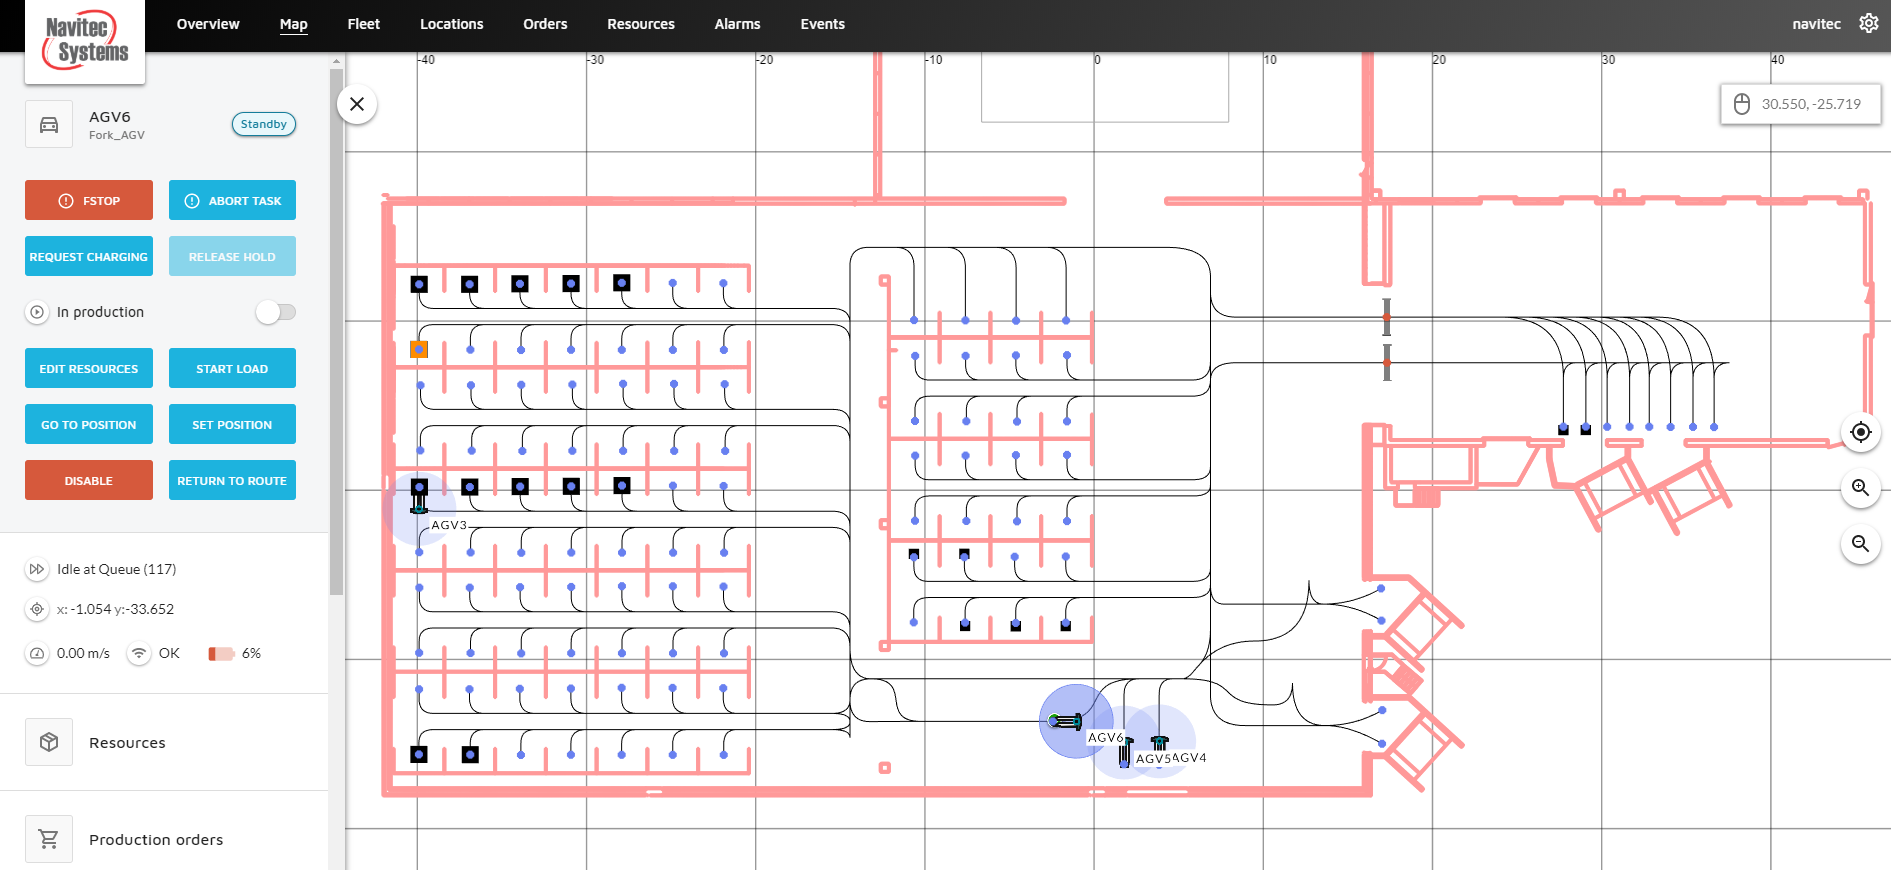 Navitec
Systems
Overview
Map
Fleet
Locations
Orders
Resources
Alarms
Events
navitec
-40
-30
-20
-10
0
10
20
30
40
30.550, -25.719
AGV6
Fork_AGV
Standby
FSTOP
ABORT TASK
REQUEST CHARGING
RELEASE HOLD
In production
EDIT RESOURCES
START LOAD
GO TO POSITION
SET POSITION
DISABLE
RETURN TO ROUTE
Idle at Queue (117)
x: -1.054 y:-33.652
0.00 m/s
OK
6%
Resources
Production orders
AGV3
AGV6
AGV5
AGV4